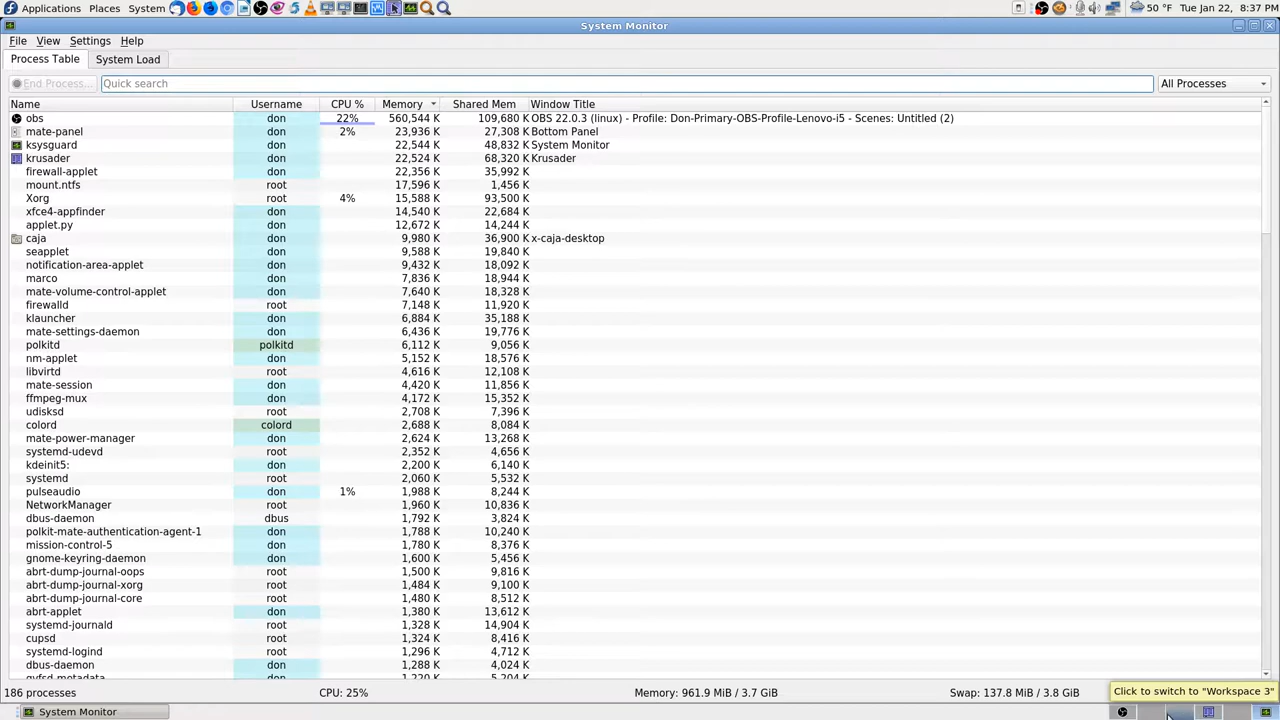 Applications Places System 50 °F Tue Jan 22, 8:37 PM
System Monitor
File View Settings Help
Process Table System Load
End Process... Quick search All Processes
Name Username CPU % Memory Shared Mem Window Title
obs don 22% 560,544 K 109,680 K OBS 22.0.3 (linux) - Profile: Don-Primary-OBS-Profile-Lenovo-i5 - Scenes: Untitled (2)
mate-panel don 2% 23,936 K 27,308 K Bottom Panel
ksysguard don 22,544 K 48,832 K System Monitor
krusader don 22,524 K 68,320 K Krusader
firewall-applet don 22,356 K 35,992 K
mount.ntfs root 17,596 K 1,456 K
Xorg root 4% 15,588 K 93,500 K
xfce4-appfinder don 14,540 K 22,684 K
applet.py don 12,672 K 14,244 K
caja don 9,980 K 36,900 K x-caja-desktop
seapplet don 9,588 K 19,840 K
notification-area-applet don 9,432 K 18,092 K
marco don 7,836 K 18,944 K
mate-volume-control-applet don 7,640 K 18,328 K
firewalld root 7,148 K 11,920 K
klauncher don 6,884 K 35,188 K
mate-settings-daemon don 6,436 K 19,776 K
polkitd polkitd 6,112 K 9,056 K
nm-applet don 5,152 K 18,576 K
libvirtd root 4,616 K 12,108 K
mate-session don 4,420 K 11,856 K
ffmpeg-mux don 4,172 K 15,352 K
udisksd root 2,708 K 7,396 K
colord colord 2,688 K 8,084 K
mate-power-manager don 2,624 K 13,268 K
systemd-udevd root 2,352 K 4,656 K
kdeinit5: don 2,200 K 6,140 K
systemd root 2,060 K 5,532 K
pulseaudio don 1% 1,988 K 8,244 K
NetworkManager root 1,960 K 10,836 K
dbus-daemon dbus 1,792 K 3,824 K
polkit-mate-authentication-agent-1 don 1,788 K 10,240 K
mission-control-5 don 1,780 K 8,376 K
gnome-keyring-daemon don 1,600 K 5,456 K
abrt-dump-journal-oops root 1,500 K 9,816 K
abrt-dump-journal-xorg root 1,484 K 9,100 K
abrt-dump-journal-core root 1,480 K 8,512 K
abrt-applet don 1,380 K 13,612 K
systemd-journald root 1,328 K 14,904 K
cupsd root 1,324 K 8,416 K
systemd-logind root 1,296 K 4,712 K
dbus-daemon don 1,288 K 4,024 K
gvfsd-metadata don 1,220 K 5,204 K
186 processes CPU: 25% Memory: 961.9 MiB / 3.7 GiB Swap: 137.8 MiB / 3.8 GiB Click to switch to "Workspace 3"
System Monitor